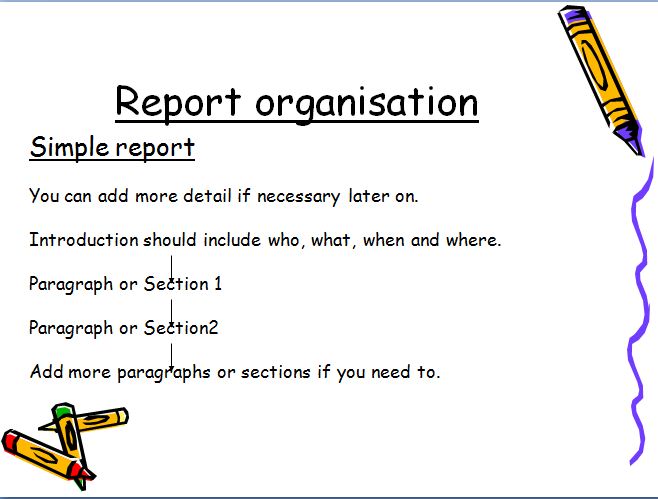 Report organisation
Simple report
You can add more detail if necessary later on.
Introduction should include who, what, when and where.
Paragraph or Section 1
Paragraph or Section2
Add more paragraphs or sections if you need to.